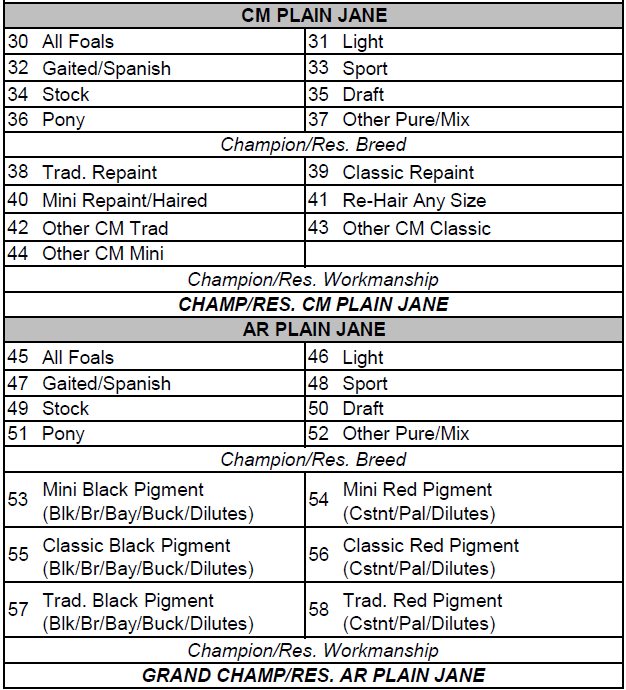 CM PLAIN JANE
30 All Foals 31 Light
32 Gaited/Spanish 33 Sport
34 Stock 35 Draft
36 Pony 37 Other Pure/Mix
Champion/Res. Breed
38 Trad. Repaint 39 Classic Repaint
40 Mini Repaint/Haired 41 Re-Hair Any Size
42 Other CM Trad 43 Other CM Classic
44 Other CM Mini
Champion/Res. Workmanship
CHAMP/RES. CM PLAIN JANE
AR PLAIN JANE
45 All Foals 46 Light
47 Gaited/Spanish 48 Sport
49 Stock 50 Draft
51 Pony 52 Other Pure/Mix
Champion/Res. Breed
53 Mini Black Pigment
(Blk/Br/Bay/Buck/Dilutes)
54 Mini Red Pigment
(Cstnt/Pal/Dilutes)
55 Classic Black Pigment
(Blk/Br/Bay/Buck/Dilutes)
56 Classic Red Pigment
(Cstnt/Pal/Dilutes)
57 Trad. Black Pigment
(Blk/Br/Bay/Buck/Dilutes)
58 Trad. Red Pigment
(Cstnt/Pal/Dilutes)
Champion/Res. Workmanship
GRAND CHAMP/RES. AR PLAIN JANE